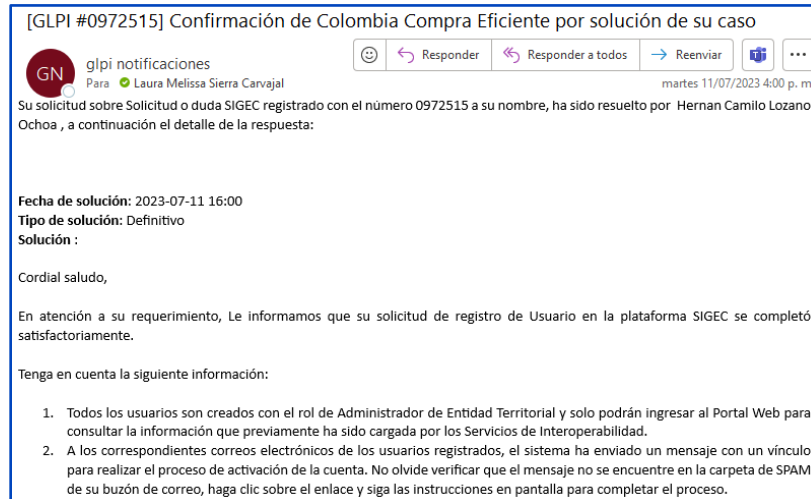 [GLPI #0972515] Confirmación de Colombia Compra Eficiente por solución de su caso
GN
glpi notificaciones
Para Laura Melissa Sierra Carvajal
Responder
Responder a todos
Reenviar
martes 11/07/2023 4:00 p. m
Su solicitud sobre Solicitud o duda SIGEC registrado con el número 0972515 a su nombre, ha sido resuelto por Hernan Camilo Lozano
Ochoa , a continuación el detalle de la respuesta:
Fecha de solución: 2023-07-11 16:00
Tipo de solución: Definitivo
Solución :
Cordial saludo,
En atención a su requerimiento, Le informamos que su solicitud de registro de Usuario en la plataforma SIGEC se completó
satisfactoriamente.
Tenga en cuenta la siguiente información:
1. Todos los usuarios son creados con el rol de Administrador de Entidad Territorial y solo podrán ingresar al Portal Web para
consultar la información que previamente ha sido cargada por los Servicios de Interoperabilidad.
2. A los correspondientes correos electrónicos de los usuarios registrados, el sistema ha enviado un mensaje con un vínculo
para realizar el proceso de activación de la cuenta. No olvide verificar que el mensaje no se encuentre en la carpeta de SPAM
de su buzón de correo, haga clic sobre el enlace y siga las instrucciones en pantalla para completar el proceso.